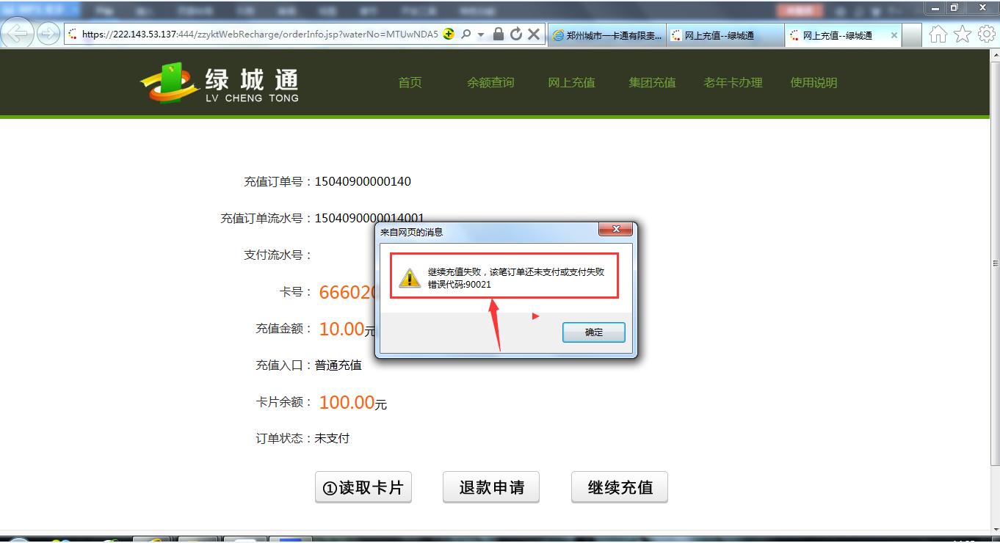 https://222.143.53.137:444/zzyktWebRecharge/orderInfo.jsp?waterNo=MTUwNDA5
郑州城市一卡通有限责...
网上充值--绿城通
网上充值--绿城通
绿城通
LV CHENG TONG
首页
余额查询
网上充值
集团充值
老年卡办理
使用说明
充值订单号：15040900000140
充值订单流水号：1504090000014001
支付流水号：
卡号：666020
充值金额：10.00元
充值入口：普通充值
卡片余额：100.00元
订单状态：未支付
来自网页的消息
继续充值失败，该笔订单还未支付或支付失败
错误代码:90021
确定
①读取卡片
退款申请
继续充值